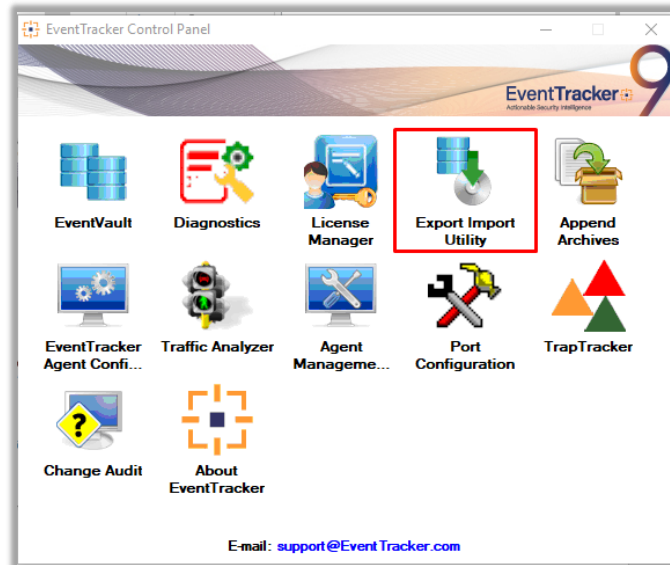 EventTracker Control Panel
EventTracker
9
Actionable Security Intelligence
EventVault
Diagnostics
License
Manager
Export Import
Utility
Append
Archives
EventTracker
Agent Confi...
Traffic Analyzer
Agent
Manageme...
Port
Configuration
TrapTracker
?
Change Audit
About
EventTracker
E-mail: support@EventTracker.com